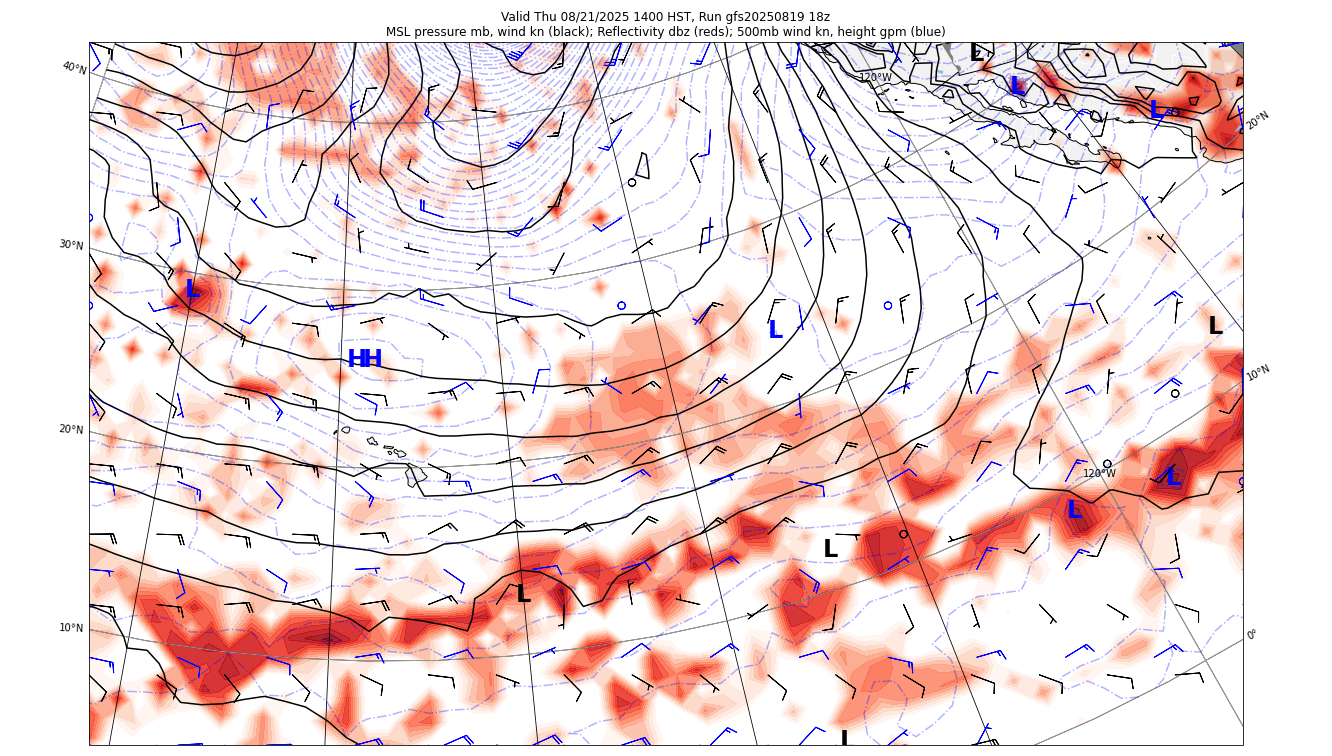 Valid Thu 08/21/2025 1400 HST, Run gfs20250819 18z
MSL pressure mb, wind kn (black); Reflectivity dbz (reds); 500mb wind kn, height gpm (blue)
L
40°N
120°W
L
L
20°N
30°N
L
L
L
HH
10°N
20°N
120°W
L
L
L
L
10°N
0°
L